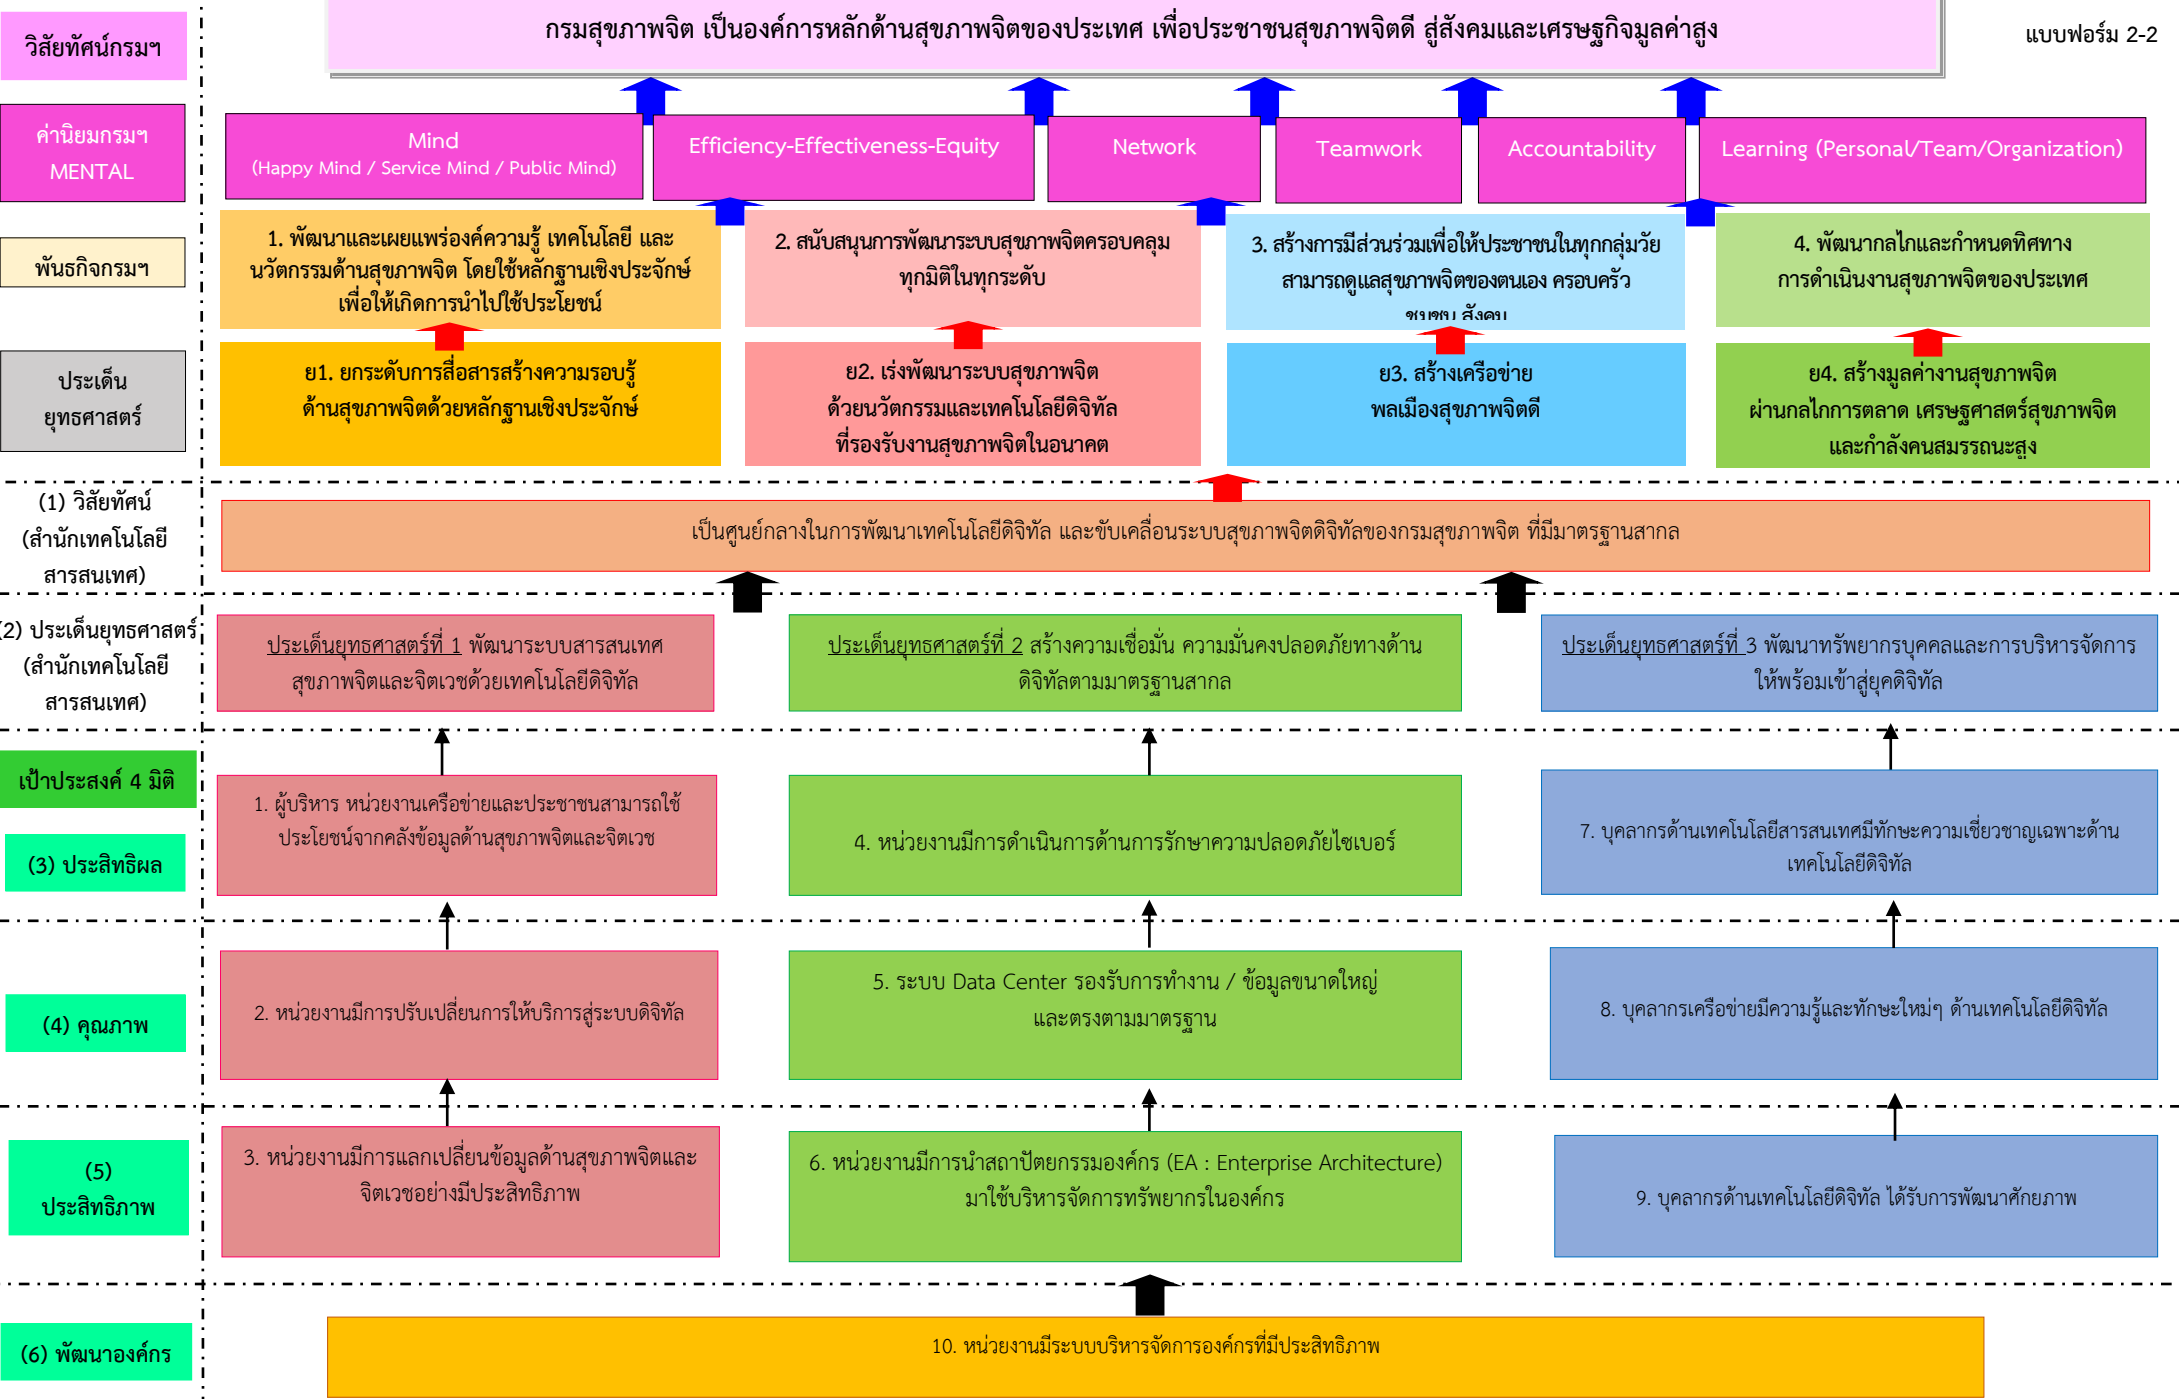 กรมสุขภาพจิต เป็นองค์การหลักด้านสุขภาพจิตของประเทศ เพื่อประชาชนสุขภาพจิตดี สู่สังคมและเศรษฐกิจมูลค่าสูง
แบบฟอร์ม 2-2
วิสัยทัศน์กรมฯ
ค่านิยมกรมฯ
MENTAL
Mind
(Happy Mind / Service Mind / Public Mind)
Efficiency-Effectiveness-Equity
Network
Teamwork
Accountability
Learning (Personal/Team/Organization)
พันธกิจกรมฯ
1. พัฒนาและเผยแพร่องค์ความรู้ เทคโนโลยี และ
นวัตกรรมด้านสุขภาพจิต โดยใช้หลักฐานเชิงประจักษ์
เพื่อให้เกิดการนำไปใช้ประโยชน์
2. สนับสนุนการพัฒนาระบบสุขภาพจิตครอบคลุม
ทุกมิติในทุกระดับ
3. สร้างการมีส่วนร่วมเพื่อให้ประชาชนในทุกกลุ่มวัย
สามารถดูแลสุขภาพจิตของตนเอง ครอบครัว
ชุมชน สังคม
4. พัฒนากลไกและกำหนดทิศทาง
การดำเนินงานสุขภาพจิตของประเทศ
ประเด็น
ยุทธศาสตร์
ย1. ยกระดับการสื่อสารสร้างความรอบรู้
ด้านสุขภาพจิตด้วยหลักฐานเชิงประจักษ์
ย2. เร่งพัฒนาระบบสุขภาพจิต
ด้วยนวัตกรรมและเทคโนโลยีดิจิทัล
ที่รองรับงานสุขภาพจิตในอนาคต
ย3. สร้างเครือข่าย
พลเมืองสุขภาพจิตดี
ย4. สร้างมูลค่างานสุขภาพจิต
ผ่านกลไกการตลาด เศรษฐศาสตร์สุขภาพจิต
และกำลังคนสมรรถนะสูง
(1) วิสัยทัศน์
(สำนักเทคโนโลยี
สารสนเทศ)
เป็นศูนย์กลางในการพัฒนาเทคโนโลยีดิจิทัล และขับเคลื่อนระบบสุขภาพจิตดิจิทัลของกรมสุขภาพจิต ที่มีมาตรฐานสากล
(2) ประเด็นยุทธศาสตร์
(สำนักเทคโนโลยี
สารสนเทศ)
ประเด็นยุทธศาสตร์ที่ 1 พัฒนาระบบสารสนเทศ
สุขภาพจิตและจิตเวชด้วยเทคโนโลยีดิจิทัล
ประเด็นยุทธศาสตร์ที่ 2 สร้างความเชื่อมั่น ความมั่นคงปลอดภัยทางด้าน
ดิจิทัลตามมาตรฐานสากล
ประเด็นยุทธศาสตร์ที่ 3 พัฒนาทรัพยากรบุคคลและการบริหารจัดการ
ให้พร้อมเข้าสู่ยุคดิจิทัล
เป้าประสงค์ 4 มิติ
(3) ประสิทธิผล
1. ผู้บริหาร หน่วยงานเครือข่ายและประชาชนสามารถใช้
ประโยชน์จากคลังข้อมูลด้านสุขภาพจิตและจิตเวช
4. หน่วยงานมีการดำเนินการด้านการรักษาความปลอดภัยไซเบอร์
7. บุคลากรด้านเทคโนโลยีสารสนเทศมีทักษะความเชี่ยวชาญเฉพาะด้าน
เทคโนโลยีดิจิทัล
(4) คุณภาพ
2. หน่วยงานมีการปรับเปลี่ยนการให้บริการสู่ระบบดิจิทัล
5. ระบบ Data Center รองรับการทำงาน / ข้อมูลขนาดใหญ่
และตรงตามมาตรฐาน
8. บุคลากรเครือข่ายมีความรู้และทักษะใหม่ๆ ด้านเทคโนโลยีดิจิทัล
(5)
ประสิทธิภาพ
3. หน่วยงานมีการแลกเปลี่ยนข้อมูลด้านสุขภาพจิตและ
จิตเวชอย่างมีประสิทธิภาพ
6. หน่วยงานมีการนำสถาปัตยกรรมองค์กร (EA : Enterprise Architecture)
มาใช้บริหารจัดการทรัพยากรในองค์กร
9. บุคลากรด้านเทคโนโลยีดิจิทัล ได้รับการพัฒนาศักยภาพ
(6) พัฒนาองค์กร
10. หน่วยงานมีระบบบริหารจัดการองค์กรที่มีประสิทธิภาพ